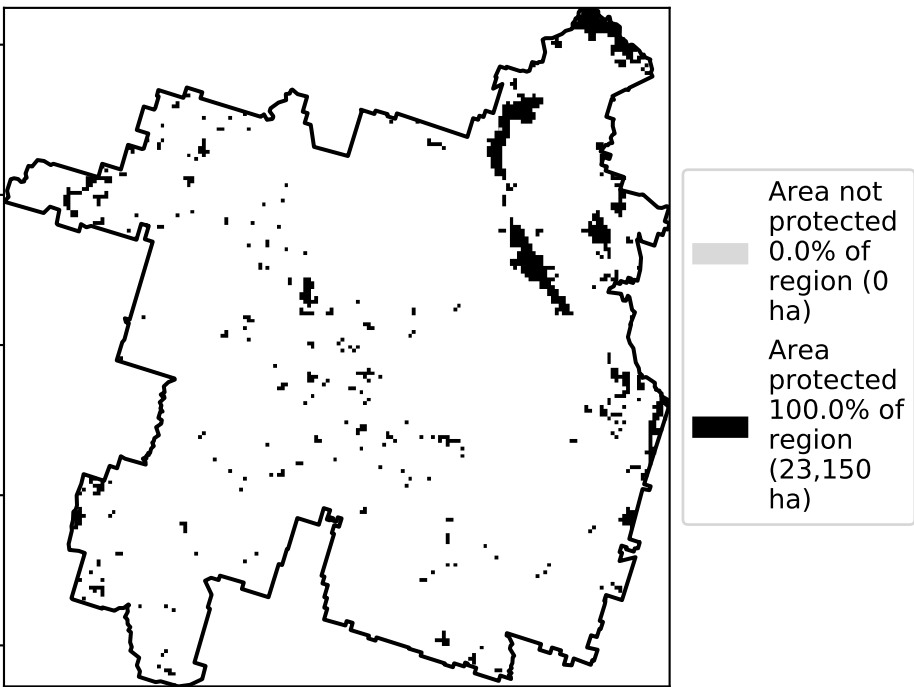 Area not
protected
0.0% of
region (0
ha)
Area
protected
100.0% of
region
(23,150
ha)